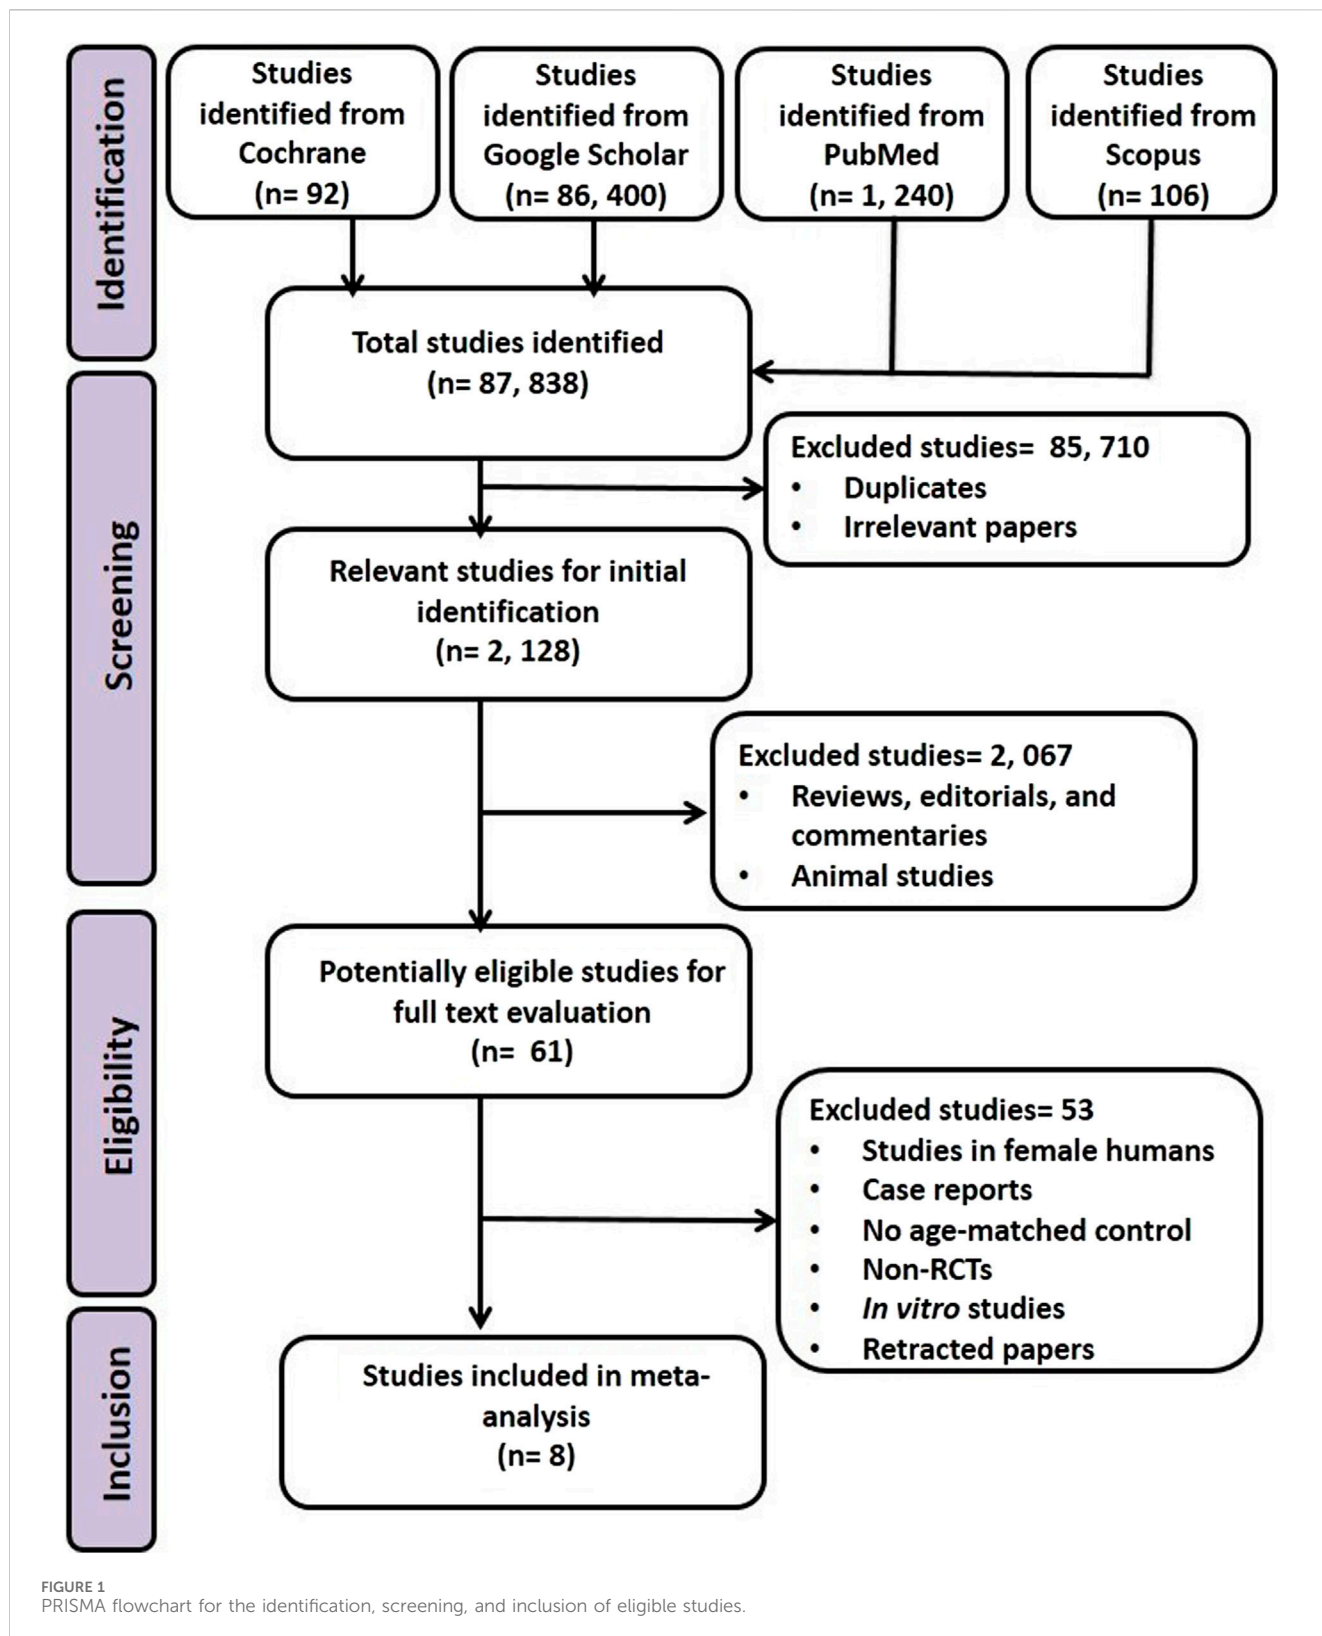 Identification
Studies
identified from
Cochrane
(n= 92)
Studies
identified from
Google Scholar
(n= 86, 400)
Studies
identified from
PubMed
(n= 1, 240)
Studies
identified from
Scopus
(n= 106)
Total studies identified
(n= 87, 838)
Screening
Excluded studies= 85, 710
• Duplicates
• Irrelevant papers
Relevant studies for initial
identification
(n= 2, 128)
Excluded studies= 2, 067
• Reviews, editorials, and
commentaries
• Animal studies
Eligibility
Potentially eligible studies for
full text evaluation
(n= 61)
Excluded studies= 53
• Studies in female humans
• Case reports
• No age-matched control
• Non-RCTs
• In vitro studies
• Retracted papers
Inclusion
Studies included in meta-
analysis
(n= 8)
FIGURE 1
PRISMA flowchart for the identification, screening, and inclusion of eligible studies.